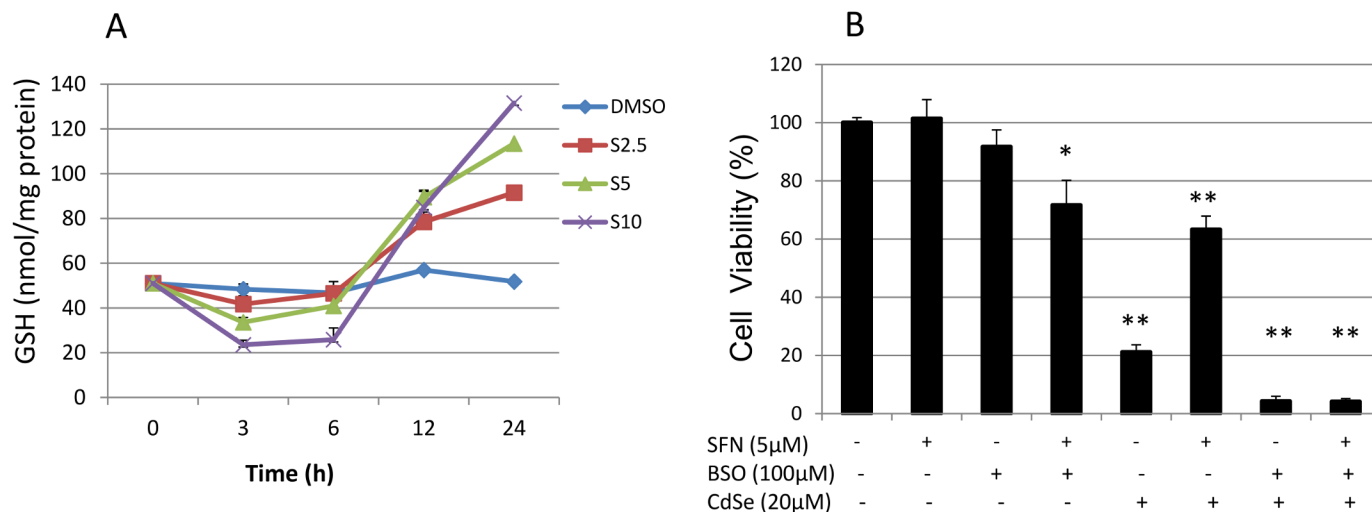 A
GSH (nmol/mg protein)
140
120
100
80
60
40
20
0
0 3 6 12 24
Time (h)
DMSO
S2.5
S5
S10
B
Cell Viability (%)
120
100
80
60
40
20
0
* ** ** ** **
SFN (5µM) - + - + - + - +
BSO (100µM) - - + + - - + +
CdSe (20µM) - - - - + + + +